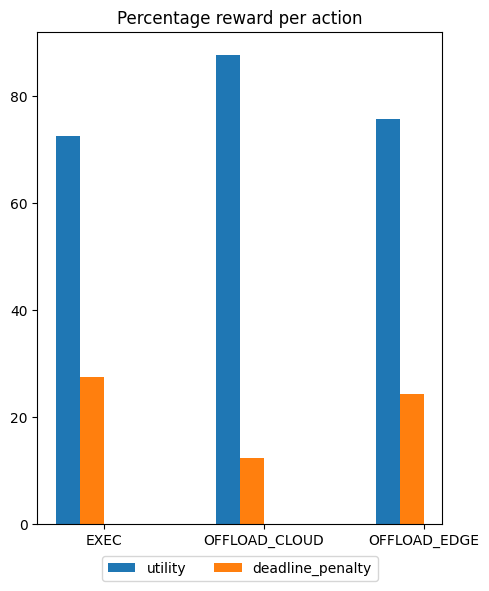 Percentage reward per action
80
60
40
20
0
EXEC
OFFLOAD_CLOUD
OFFLOAD_EDGE
utility
deadline_penalty